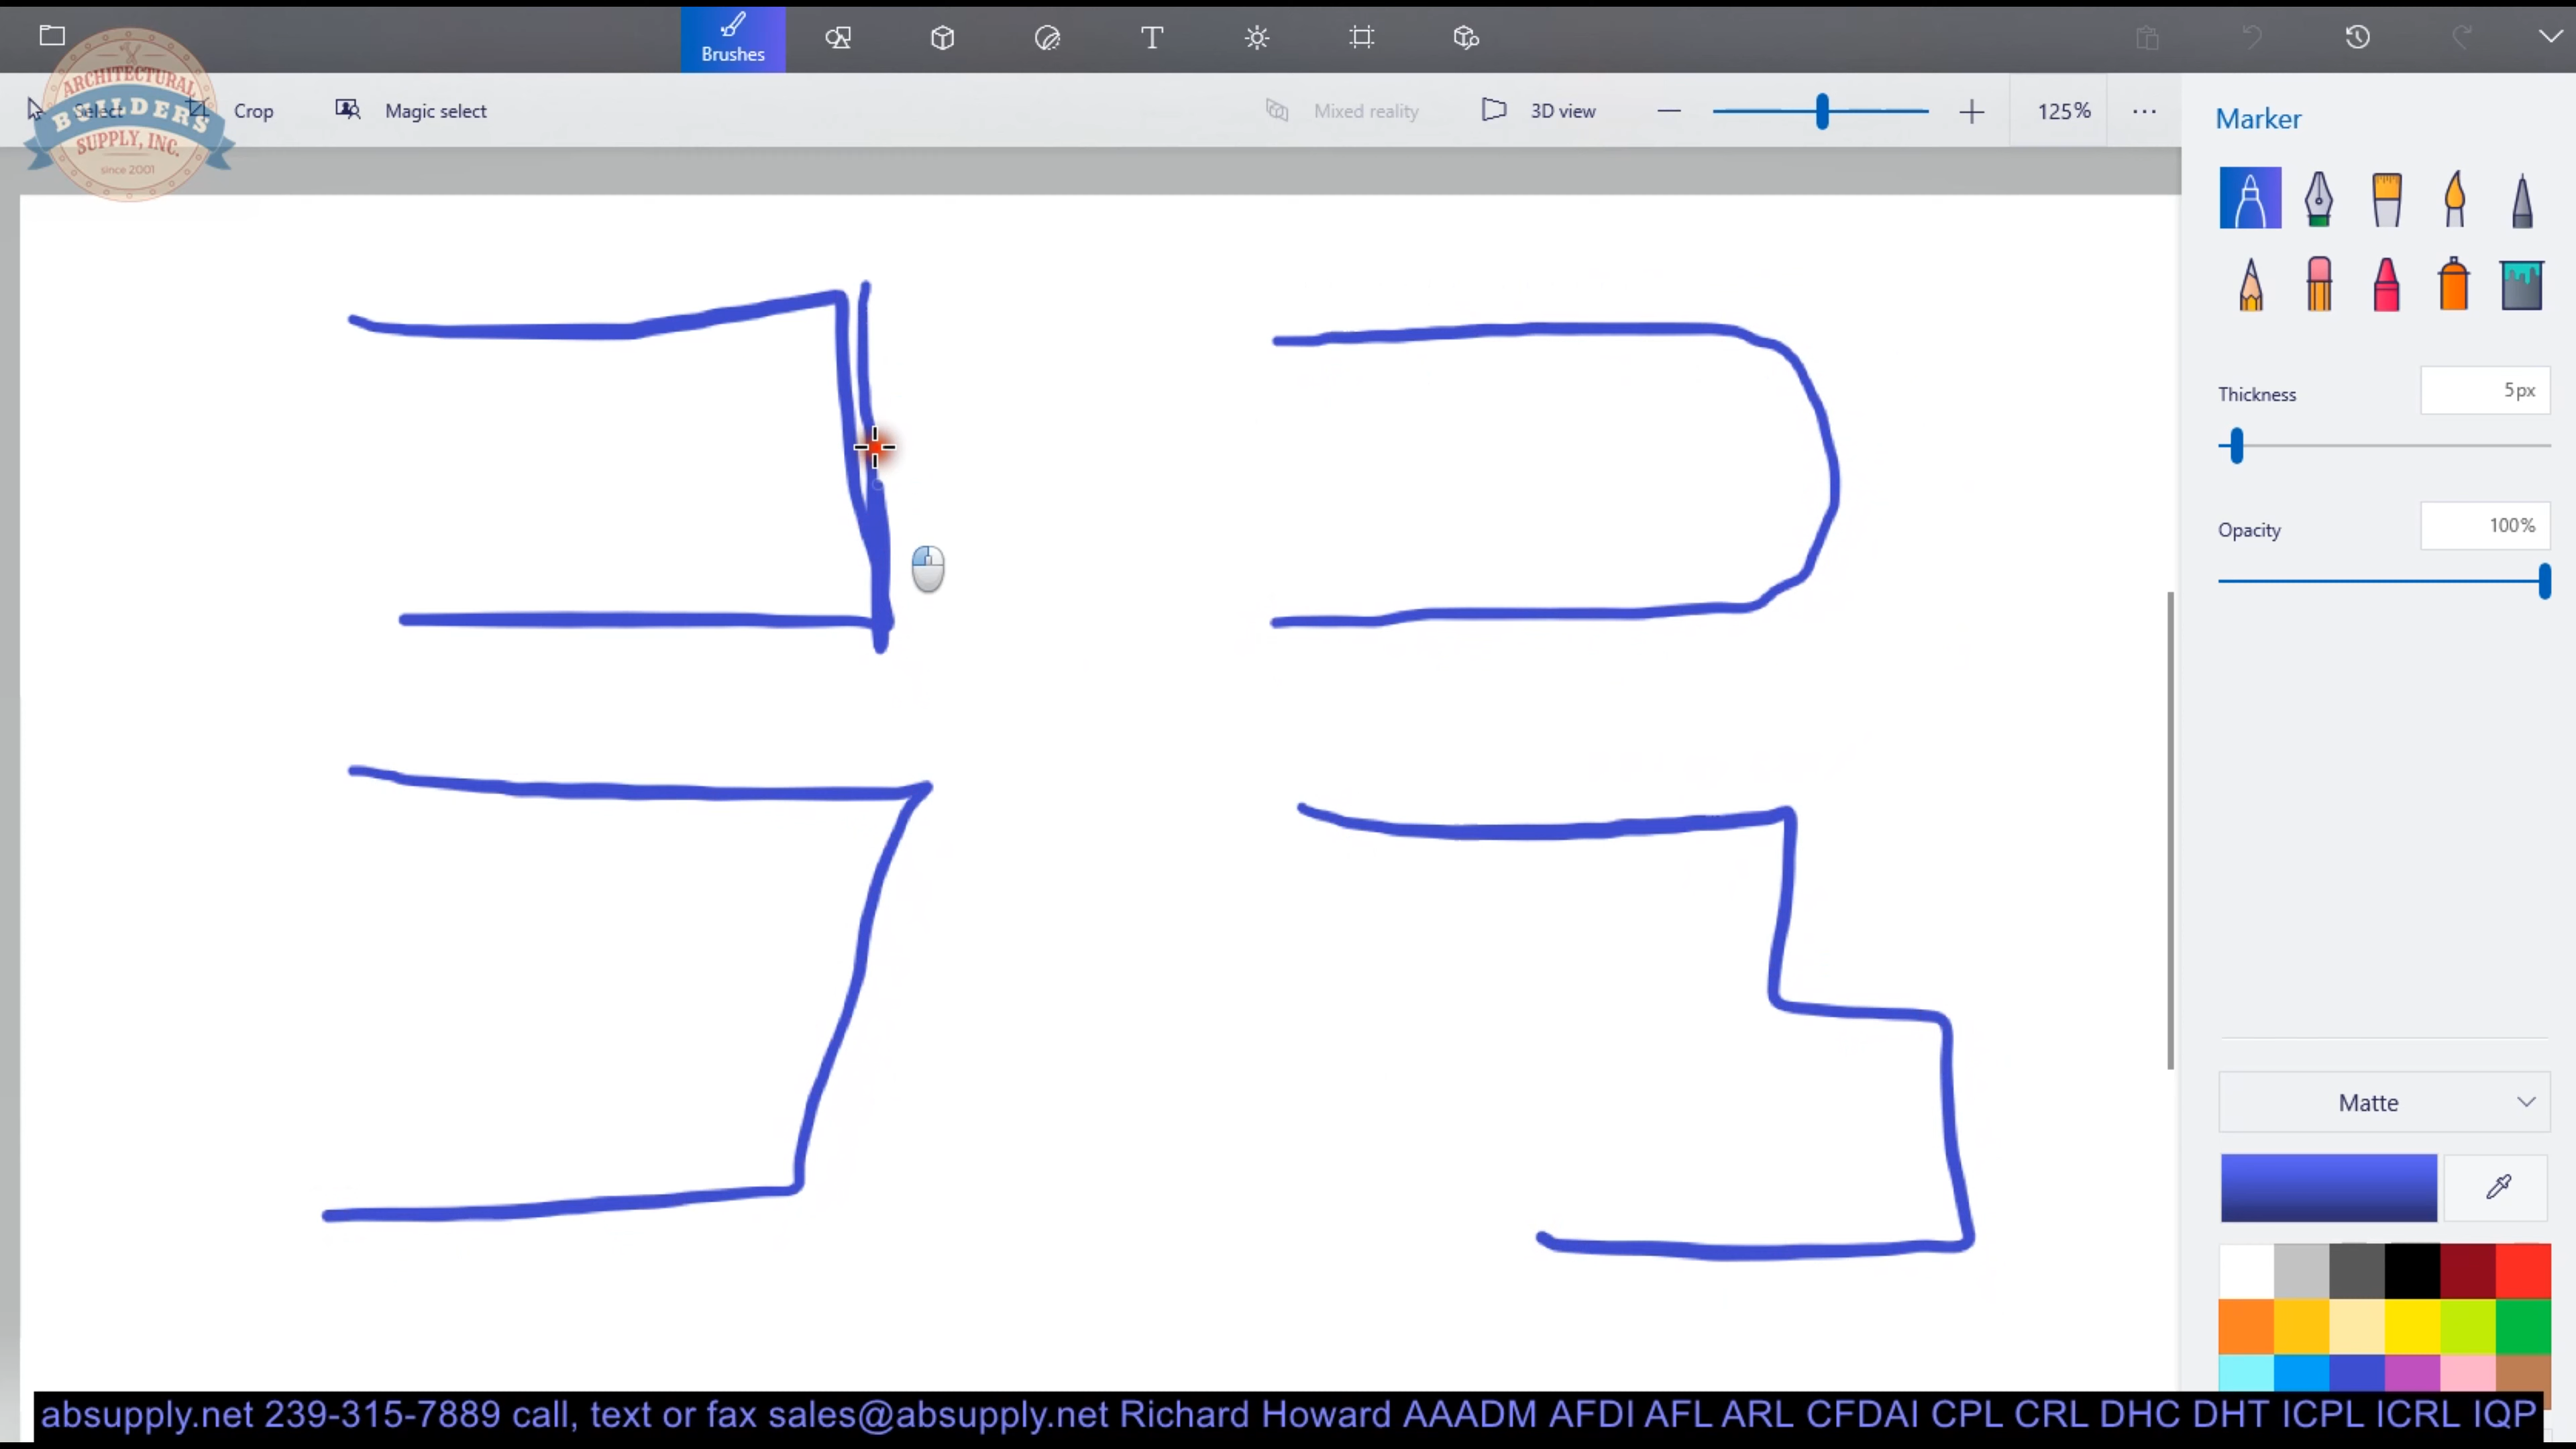 Brushes
ARCHITECTURAL
BUILDERS
SUPPLY, INC.
since 2001
Select
Crop
Magic select
Mixed reality
3D view
125%
Marker
Thickness
5px
Opacity
100%
Matte
absupply.net 239-315-7889 call, text or fax sales@absupply.net Richard Howard AAADM AFDI AFL ARL CFDAI CPL CRL DHC DHT ICPL ICRL IQP